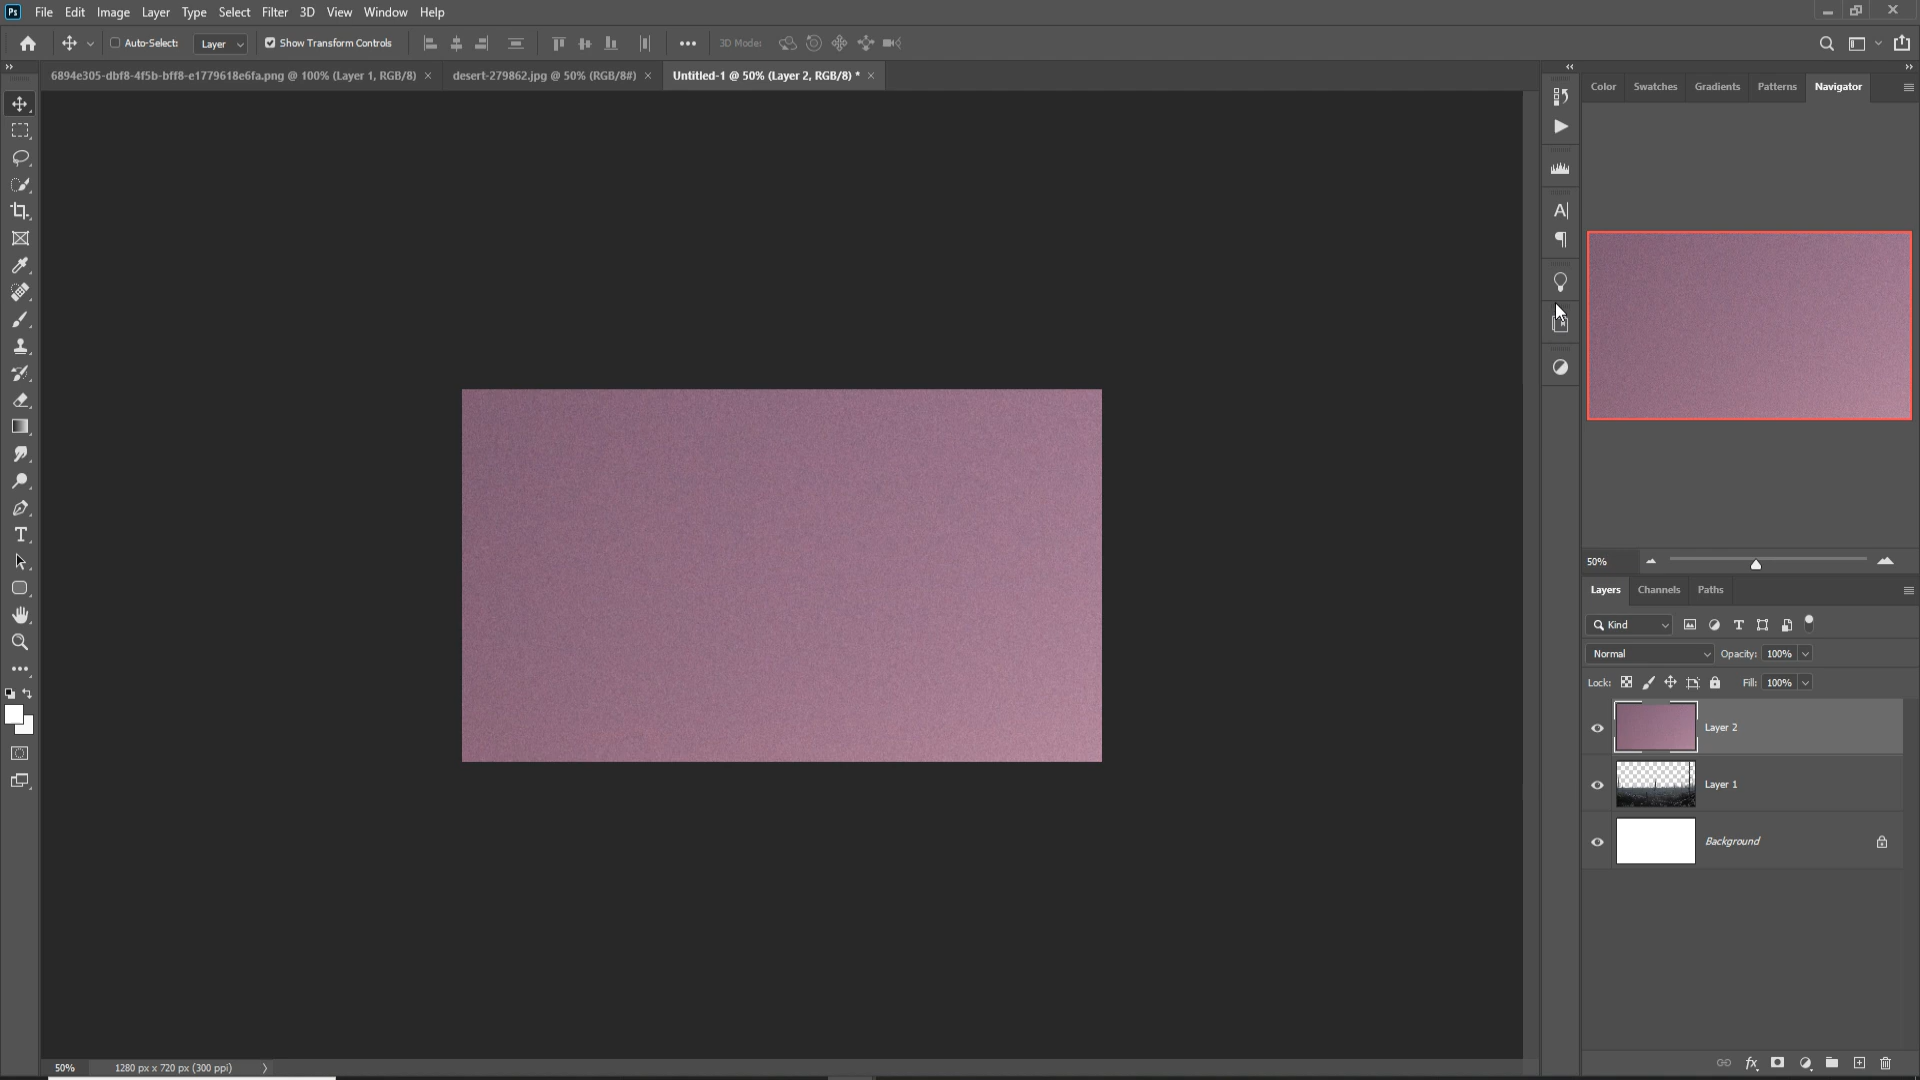 Ps File Edit Image Layer Type Select Filter 3D View Window Help
Auto-Select: Layer Show Transform Controls 3D Mode:
6894e305-dbf8-4f5b-bff8-e1779618e6fa.png @ 100% (Layer 1, RGB/8) × desert-279862.jpg @ 50% (RGB/8#) × Untitled-1 @ 50% (Layer 2, RGB/8) * ×
Color Swatches Gradients Patterns Navigator
50%
Layers Channels Paths
Kind
Normal Opacity: 100%
Lock: Fill: 100%
Layer 2
Layer 1
Background
50% 1280 px x 720 px (300 ppi)